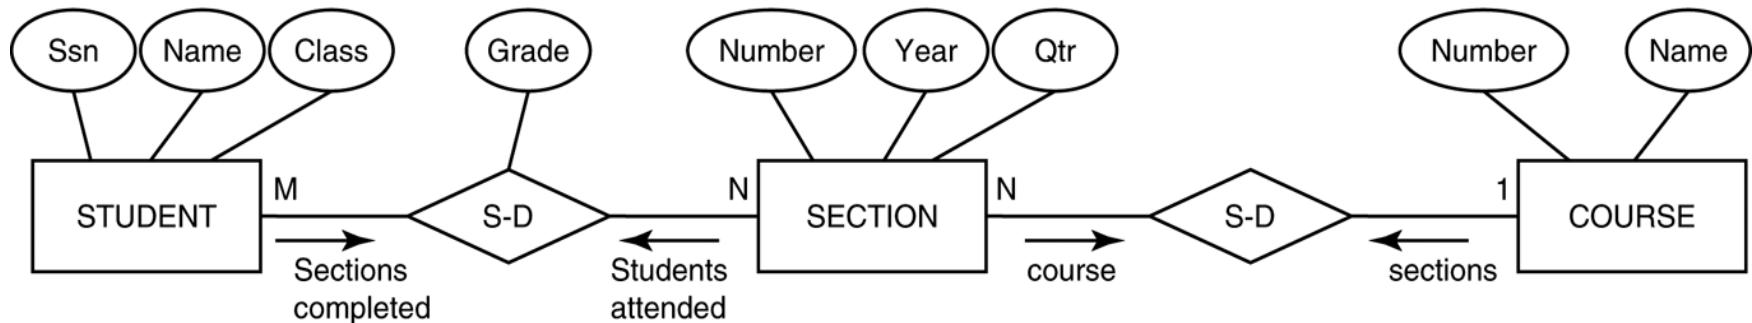 Ssn Name Class Grade Number Year Qtr Number Name
M N N 1
STUDENT S-D SECTION S-D COURSE
Sections Students course sections
completed attended